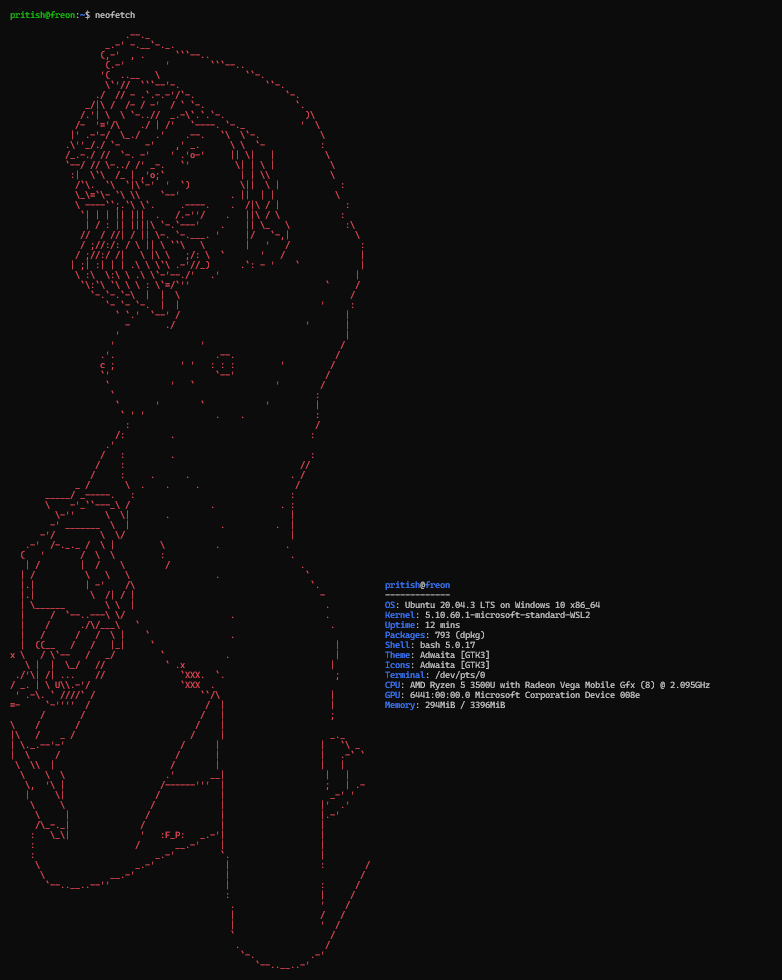 pritish@freon:~$ neofetch
:F_P:
pritish@freon
-------------
OS: Ubuntu 20.04.3 LTS on Windows 10 x86_64
Kernel: 5.10.60.1-microsoft-standard-WSL2
Uptime: 12 mins
Packages: 793 (dpkg)
Shell: bash 5.0.17
Theme: Adwaita [GTK3]
Icons: Adwaita [GTK3]
Terminal: /dev/pts/0
CPU: AMD Ryzen 5 3500U with Radeon Vega Mobile Gfx (8) @ 2.095GHz
GPU: 6441:00:00.0 Microsoft Corporation Device 008e
Memory: 294MiB / 3396MiB